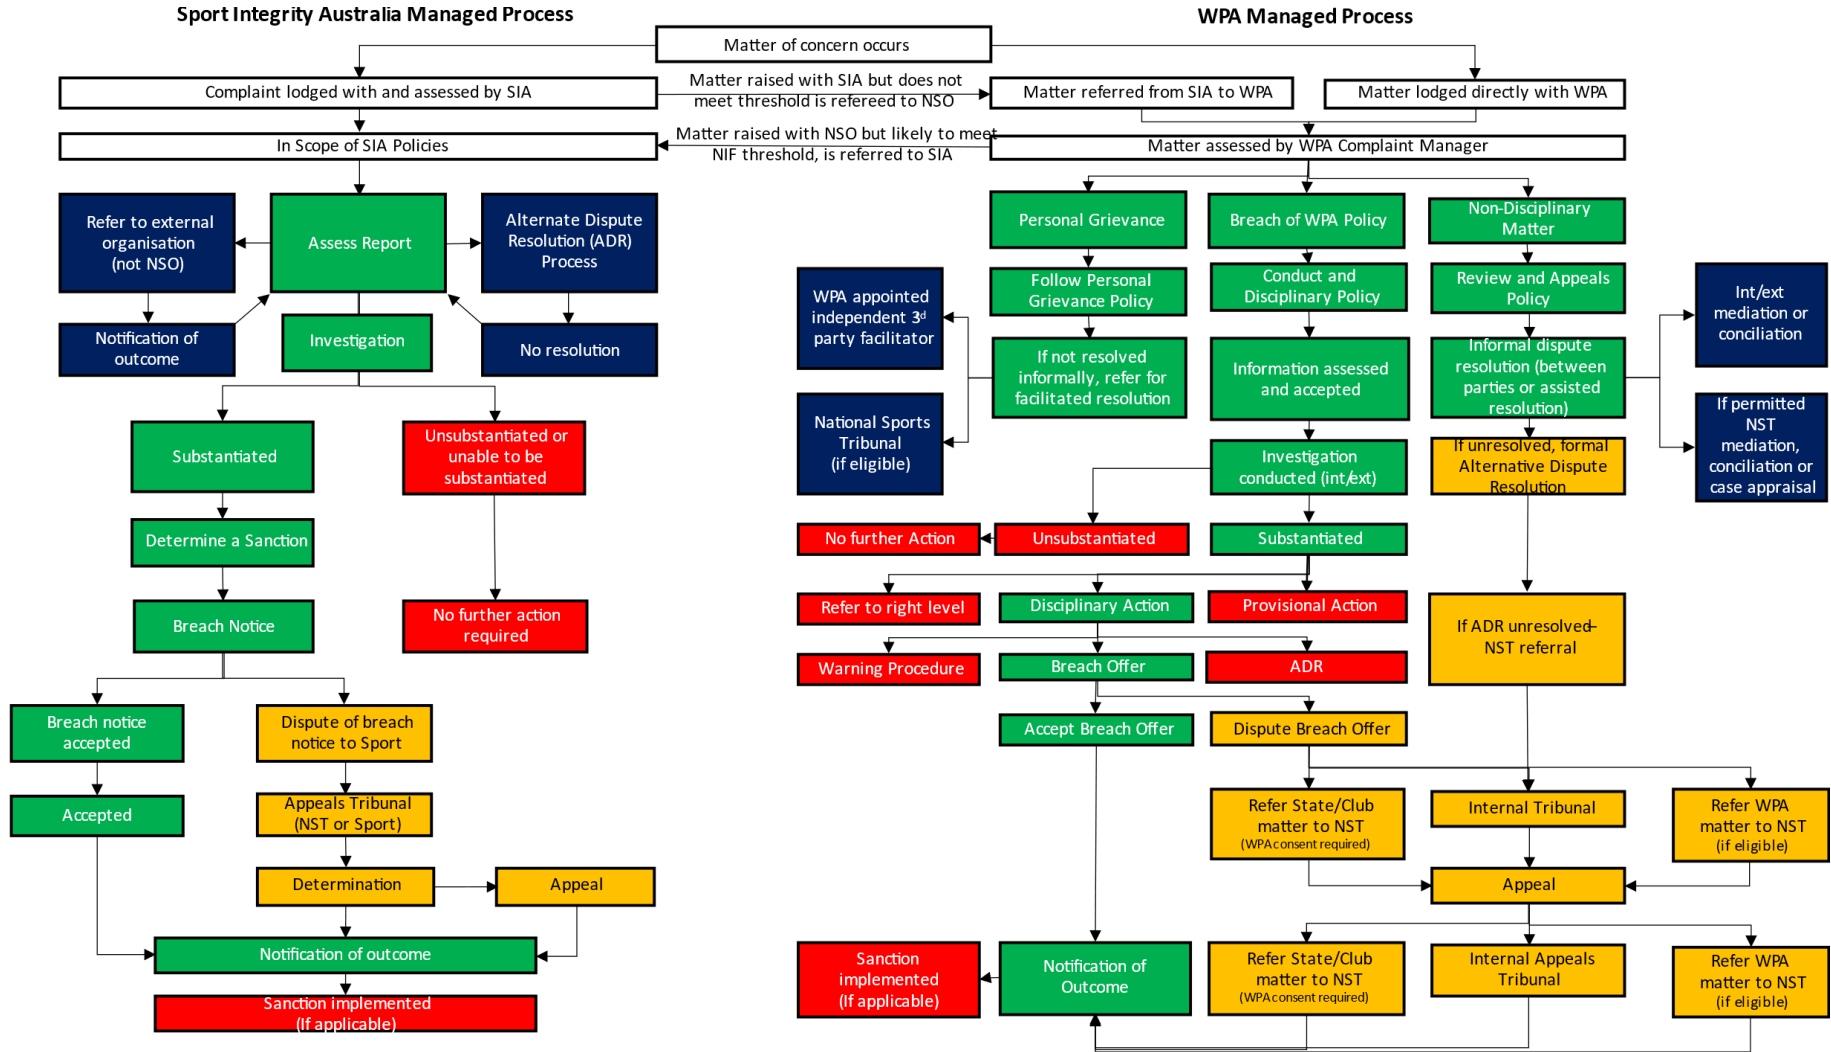 Sport Integrity Australia Managed Process
WPA Managed Process
Matter of concern occurs
Complaint lodged with and assessed by SIA
Matter raised with SIA but does not
meet threshold is refereed to NSO
Matter referred from SIA to WPA
Matter lodged directly with WPA
In Scope of SIA Policies
Matter raised with NSO but likely to meet
NIF threshold, is referred to SIA
Matter assessed by WPA Complaint Manager
Refer to external
organisation
(not NSO)
Assess Report
Alternate Dispute
Resolution (ADR)
Process
Notification of
outcome
Investigation
No resolution
Substantiated
Unsubstantiated or
unable to be
substantiated
Determine a Sanction
Breach Notice
No further action
required
Breach notice
accepted
Dispute of breach
notice to Sport
Accepted
Appeals Tribunal
(NST or Sport)
Determination
Appeal
Notification of outcome
Sanction implemented
(If applicable)
Personal Grievance
Breach of WPA Policy
Non-Disciplinary
Matter
Follow Personal
Grievance Policy
Conduct and
Disciplinary Policy
Review and Appeals
Policy
WPA appointed
independent 3d
party facilitator
Int/ext
mediation or
conciliation
If not resolved
informally, refer for
facilitated resolution
Information assessed
and accepted
Informal dispute
resolution (between
parties or assisted
resolution)
National Sports
Tribunal
(if eligible)
If permitted
NST
mediation,
conciliation or
case appraisal
Investigation
conducted (int/ext)
If unresolved, formal
Alternative Dispute
Resolution
No further Action
Unsubstantiated
Substantiated
Refer to right level
Disciplinary Action
Provisional Action
If ADR unresolved–
NST referral
Warning Procedure
Breach Offer
ADR
Accept Breach Offer
Dispute Breach Offer
Refer State/Club
matter to NST
(WPA consent required)
Internal Tribunal
Refer WPA
matter to NST
(if eligible)
Appeal
Sanction
implemented
(If applicable)
Notification of
Outcome
Refer State/Club
matter to NST
(WPA consent required)
Internal Appeals
Tribunal
Refer WPA
matter to NST
(if eligible)